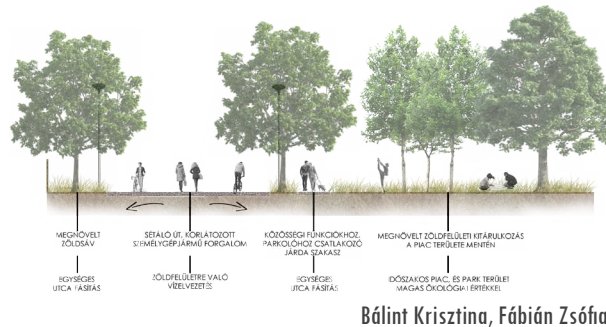 MEGNÖVELT
ZÖLDSÁV
SÉTÁLÓ ÚT, KORLÁTOZOTT
SZEMÉLYGÉPJÁRMŰ FORGALOM
KÖZÖSSÉGI FUNKCIÓKHOZ,
PARKOLÓHOZ CSATLAKOZÓ
JÁRDA SZAKASZ
MEGNÖVELT ZÖLDFELÜLETI KITÁRULKOZÁS
A PIAC TERÜLETE MENTÉN
EGYSÉGES
UTCA FÁSÍTÁS
ZÖLDFELÜLETRE VALÓ
VÍZELVEZETÉS
EGYSÉGES
UTCA FÁSÍTÁS
IDŐSZAKOS PIAC, ÉS PARK TERÜLET
MAGAS ÖKOLÓGIAI ÉRTÉKKEL
Bálint Krisztina, Fábián Zsófia